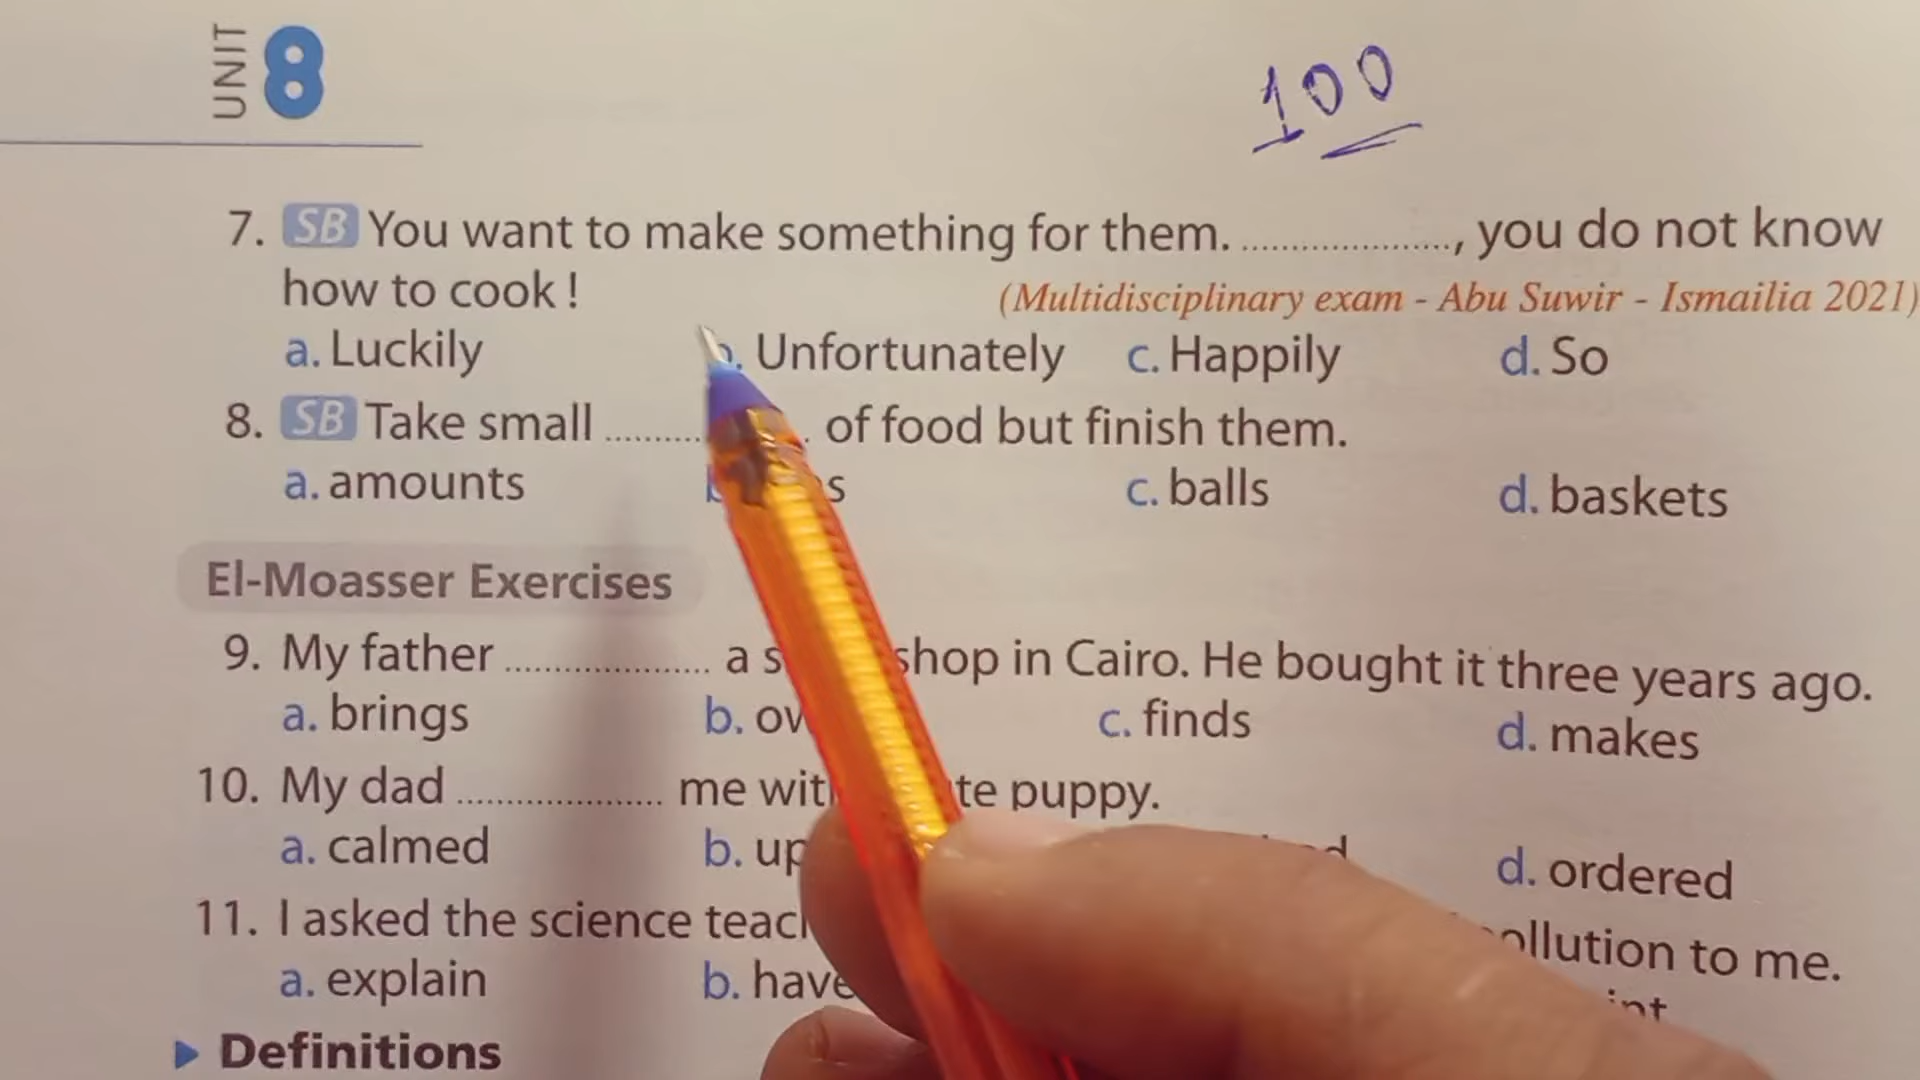 UNIT 8
100
7. SB You want to make something for them. ...................., you do not know
how to cook !
(Multidisciplinary exam - Abu Suwir - Ismailia 2021)
a. Luckily b. Unfortunately c. Happily d. So
8. SB Take small .................... of food but finish them.
a. amounts c. balls d. baskets
El-Moasser Exercises
9. My father .................... a shop in Cairo. He bought it three years ago.
a. brings b. c. finds d. makes
10. My dad .................... me puppy.
a. calmed b. d. ordered
11. I asked the science pollution to me.
a. explain b. have
Definitions